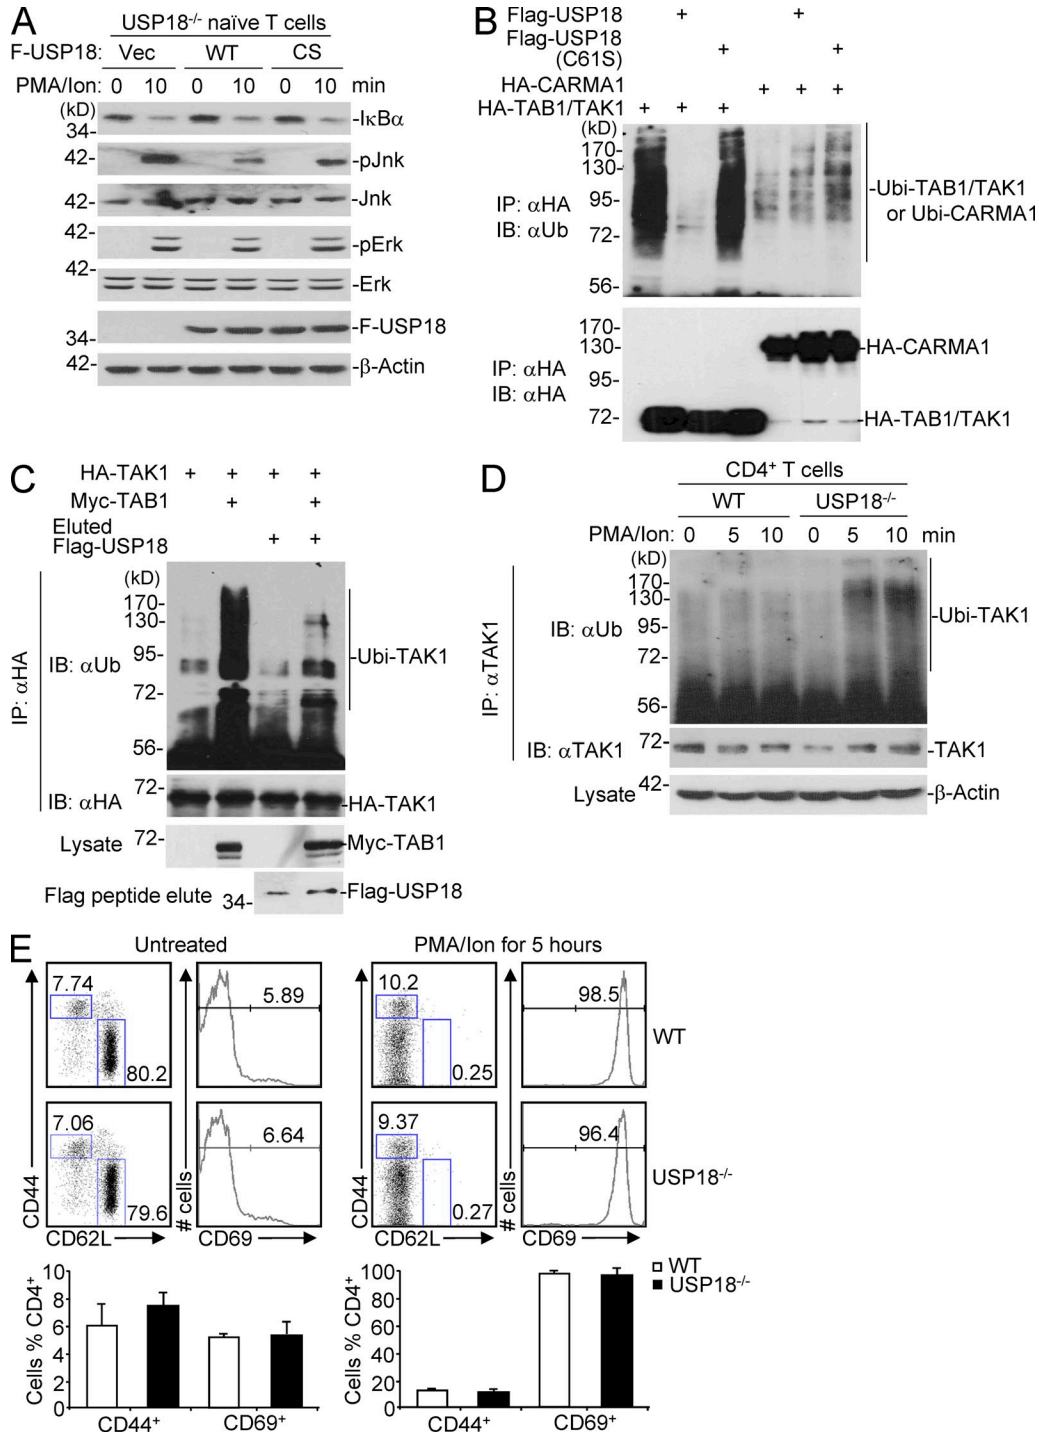 A
USP18-/- naïve T cells
F-USP18: Vec WT CS
PMA/Ion: 0 10 0 10 0 10 min
(kD)
34-
-IκBα
42-
-pJnk
42-
-Jnk
-pErk
42-
42-
-Erk
-F-USP18
34-
42-
-β-Actin
B
Flag-USP18 + +
Flag-USP18
(C61S) + +
HA-CARMA1 + + +
HA-TAB1/TAK1 + + +
(kD)
170-
130-
95-
72-
56-
IP: αHA
IB: αUb
-Ubi-TAB1/TAK1
or Ubi-CARMA1
170-
130-
95-
72-
IP: αHA
IB: αHA
-HA-CARMA1
-HA-TAB1/TAK1
C
HA-TAK1 + + + +
Myc-TAB1 + +
Eluted
Flag-USP18 + +
(kD)
170-
130-
95-
72-
56-
IP: αHA
IB: αUb
-Ubi-TAK1
72-
IB: αHA
-HA-TAK1
Lysate 72-
-Myc-TAB1
Flag peptide elute 34-
-Flag-USP18
D
CD4+ T cells
WT USP18-/-
PMA/Ion: 0 5 10 0 5 10 min
(kD)
170-
130-
95-
72-
56-
IP: αTAK1
IB: αUb
-Ubi-TAK1
72-
IB: αTAK1
-TAK1
Lysate 42-
-β-Actin
E
Untreated
PMA/Ion for 5 hours
7.74
80.2
5.89
10.2
0.25
98.5
WT
7.06
79.6
6.64
9.37
0.27
96.4
USP18-/-
CD44
# cells
CD44
# cells
CD62L
CD69
CD62L
CD69
Cells % CD4+
10
8
6
4
2
0
CD44+ CD69+
Cells % CD4+
100
80
60
40
20
0
CD44+ CD69+
WT
USP18-/-